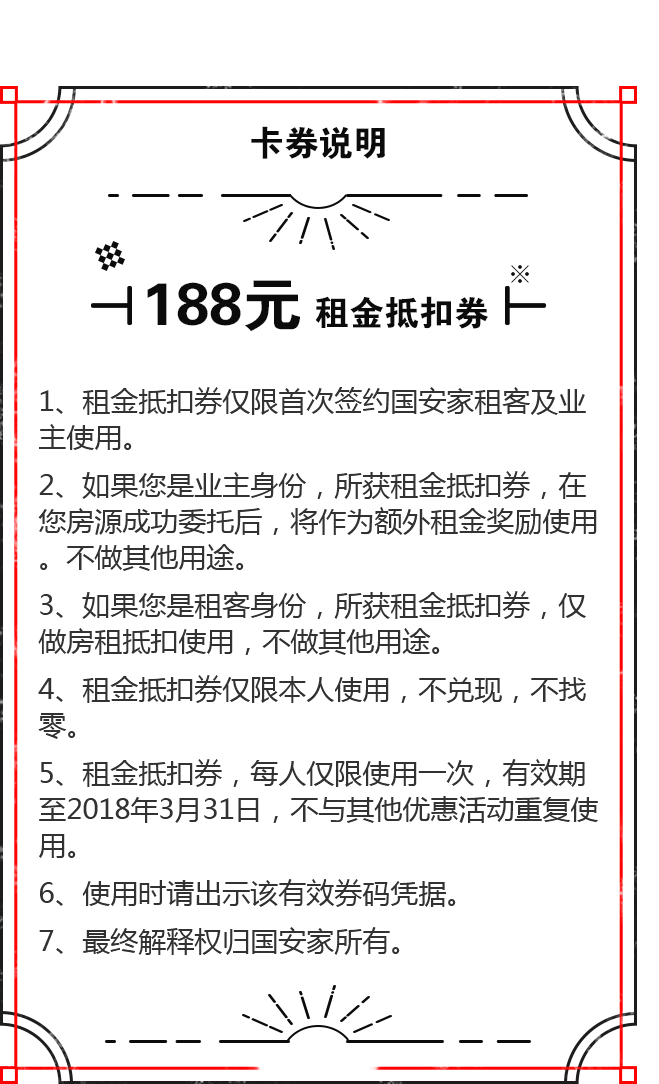 卡券说明
188元 租金抵扣券
※
1、租金抵扣券仅限首次签约国安家租客及业
主使用。
2、如果您是业主身份，所获租金抵扣券，在
您房源成功委托后，将作为额外租金奖励使用
。不做其他用途。
3、如果您是租客身份，所获租金抵扣券，仅
做房租抵扣使用，不做其他用途。
4、租金抵扣券仅限本人使用，不兑现，不找
零。
5、租金抵扣券，每人仅限使用一次，有效期
至2018年3月31日，不与其他优惠活动重复使
用。
6、使用时请出示该有效券码凭据。
7、最终解释权归国安家所有。